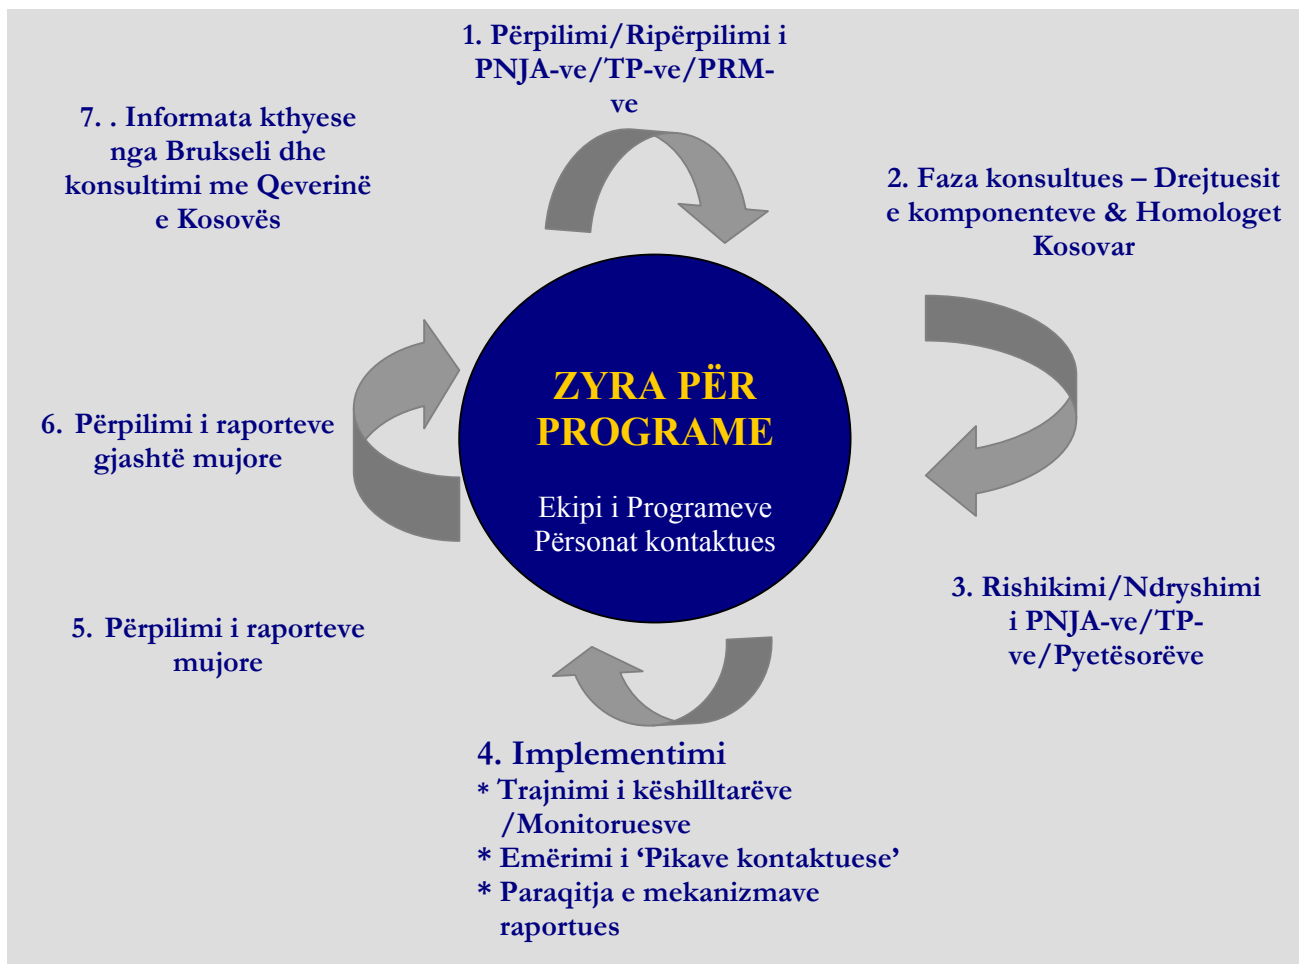 1. Përpilimi/Ripërpilimi i
PNJA-ve/TP-ve/PRM-
ve
7. . Informata kthyese
nga Brukseli dhe
konsultimi me Qeverinë
e Kosovës
2. Faza konsultues – Drejtuesit
e komponenteve & Homologet
Kosovar
ZYRA PËR
PROGRAME
Ekipi i Programeve
Përsonat kontaktues
6. Përpilimi i raporteve
gjashtë mujore
3. Rishikimi/Ndryshimi
i PNJA-ve/TP-
ve/Pyetësorëve
5. Përpilimi i raporteve
mujore
4. Implementimi
* Trajnimi i këshilltarëve
/Monitoruesve
* Emërimi i ‘Pikave kontaktuese’
* Paraqitja e mekanizmave
raportues